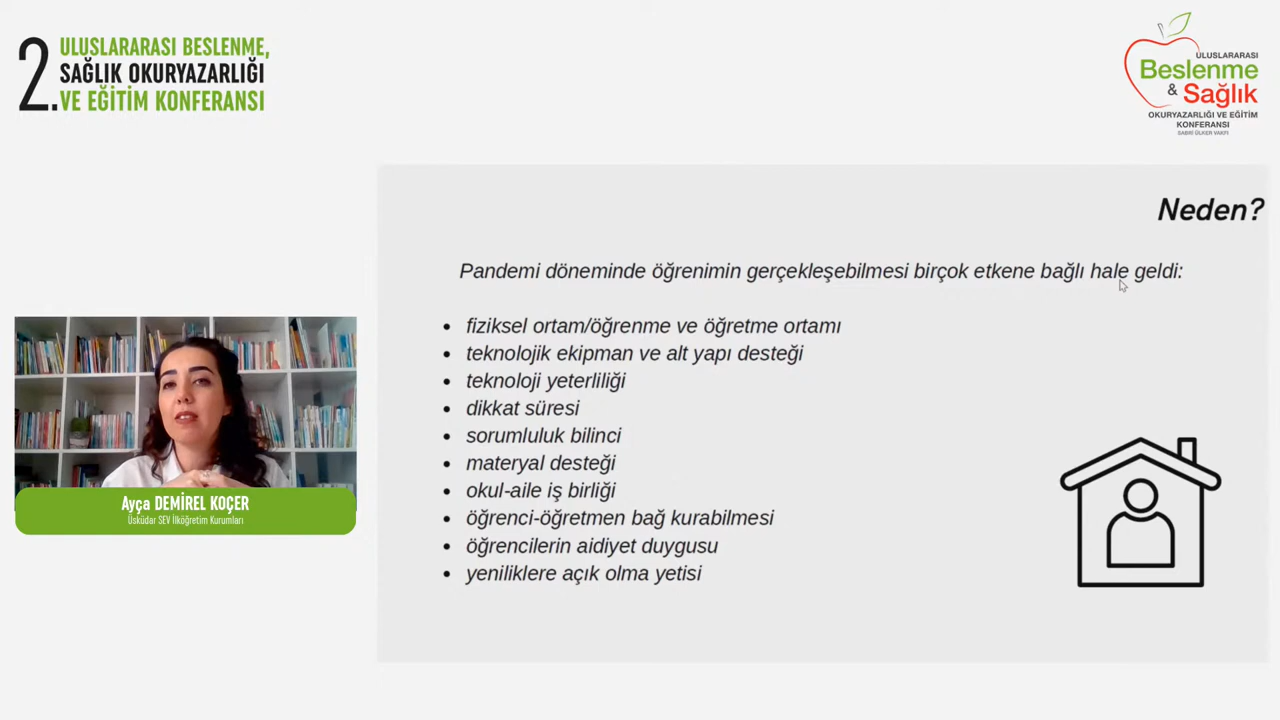 2. ULUSLARARASI BESLENME,
SAĞLIK OKURYAZARLIĞI
VE EĞİTİM KONFERANSI
ULUSLARARASI
Beslenme
& Sağlık
OKURYAZARLIĞI VE EĞİTİM
KONFERANSI
SABRİ ÜLKER VAKFI
Neden?
Pandemi döneminde öğrenimin gerçekleşebilmesi birçok etkene bağlı hale geldi:
• fiziksel ortam/öğrenme ve öğretme ortamı
• teknolojik ekipman ve alt yapı desteği
• teknoloji yeterliliği
• dikkat süresi
• sorumluluk bilinci
• materyal desteği
• okul-aile iş birliği
• öğrenci-öğretmen bağ kurabilmesi
• öğrencilerin aidiyet duygusu
• yeniliklere açık olma yetisi
Ayça DEMİREL KOÇER
Üsküdar SEV İlköğretim Kurumları